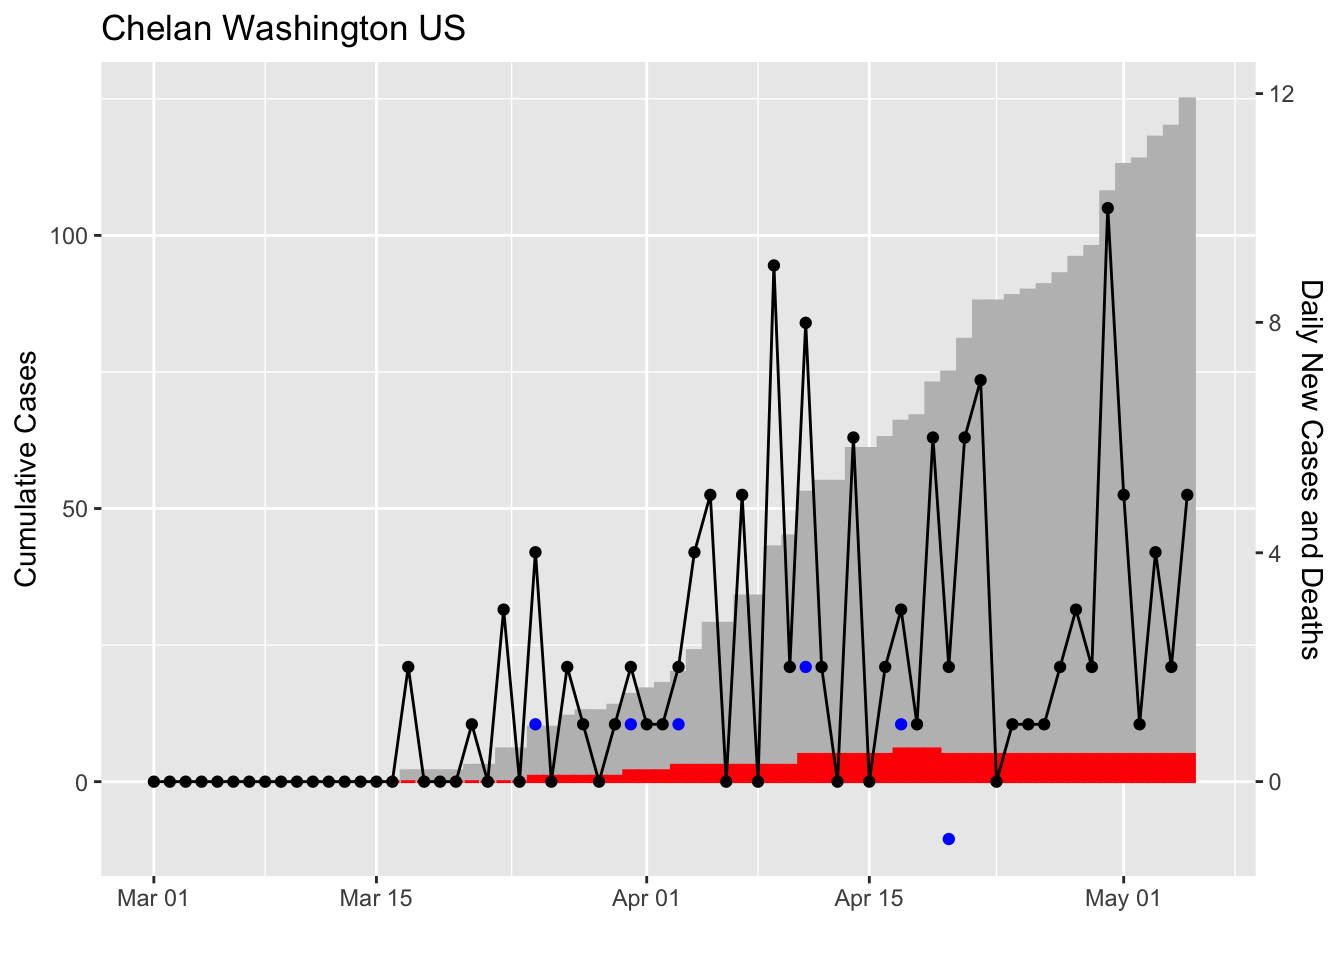 Chelan Washington US
Cumulative Cases
100
50
0
12
8
4
0
Daily New Cases and Deaths
Mar 01
Mar 15
Apr 01
Apr 15
May 01